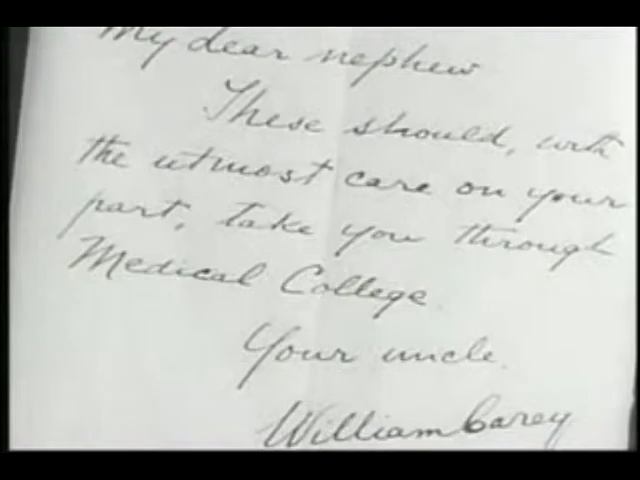 My dear nephew
These should, with
the utmost care on your
part, take you through
Medical College.
Your uncle.
William Carey